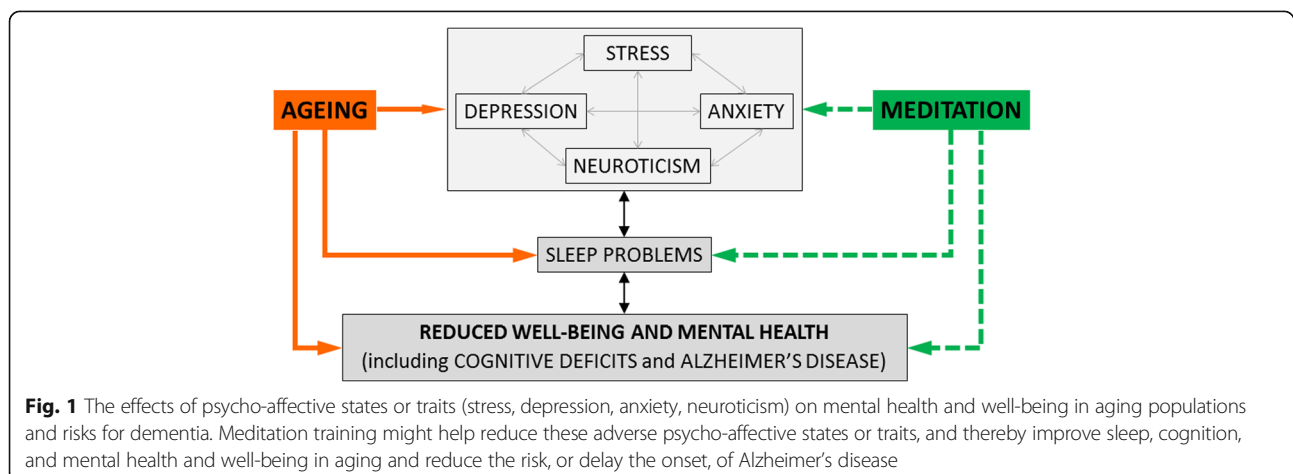 STRESS
AGEING
DEPRESSION
ANXIETY
MEDITATION
NEUROTICISM
SLEEP PROBLEMS
REDUCED WELL-BEING AND MENTAL HEALTH
(including COGNITIVE DEFICITS and ALZHEIMER'S DISEASE)
Fig. 1 The effects of psycho-affective states or traits (stress, depression, anxiety, neuroticism) on mental health and well-being in aging populations
and risks for dementia. Meditation training might help reduce these adverse psycho-affective states or traits, and thereby improve sleep, cognition,
and mental health and well-being in aging and reduce the risk, or delay the onset, of Alzheimer's disease